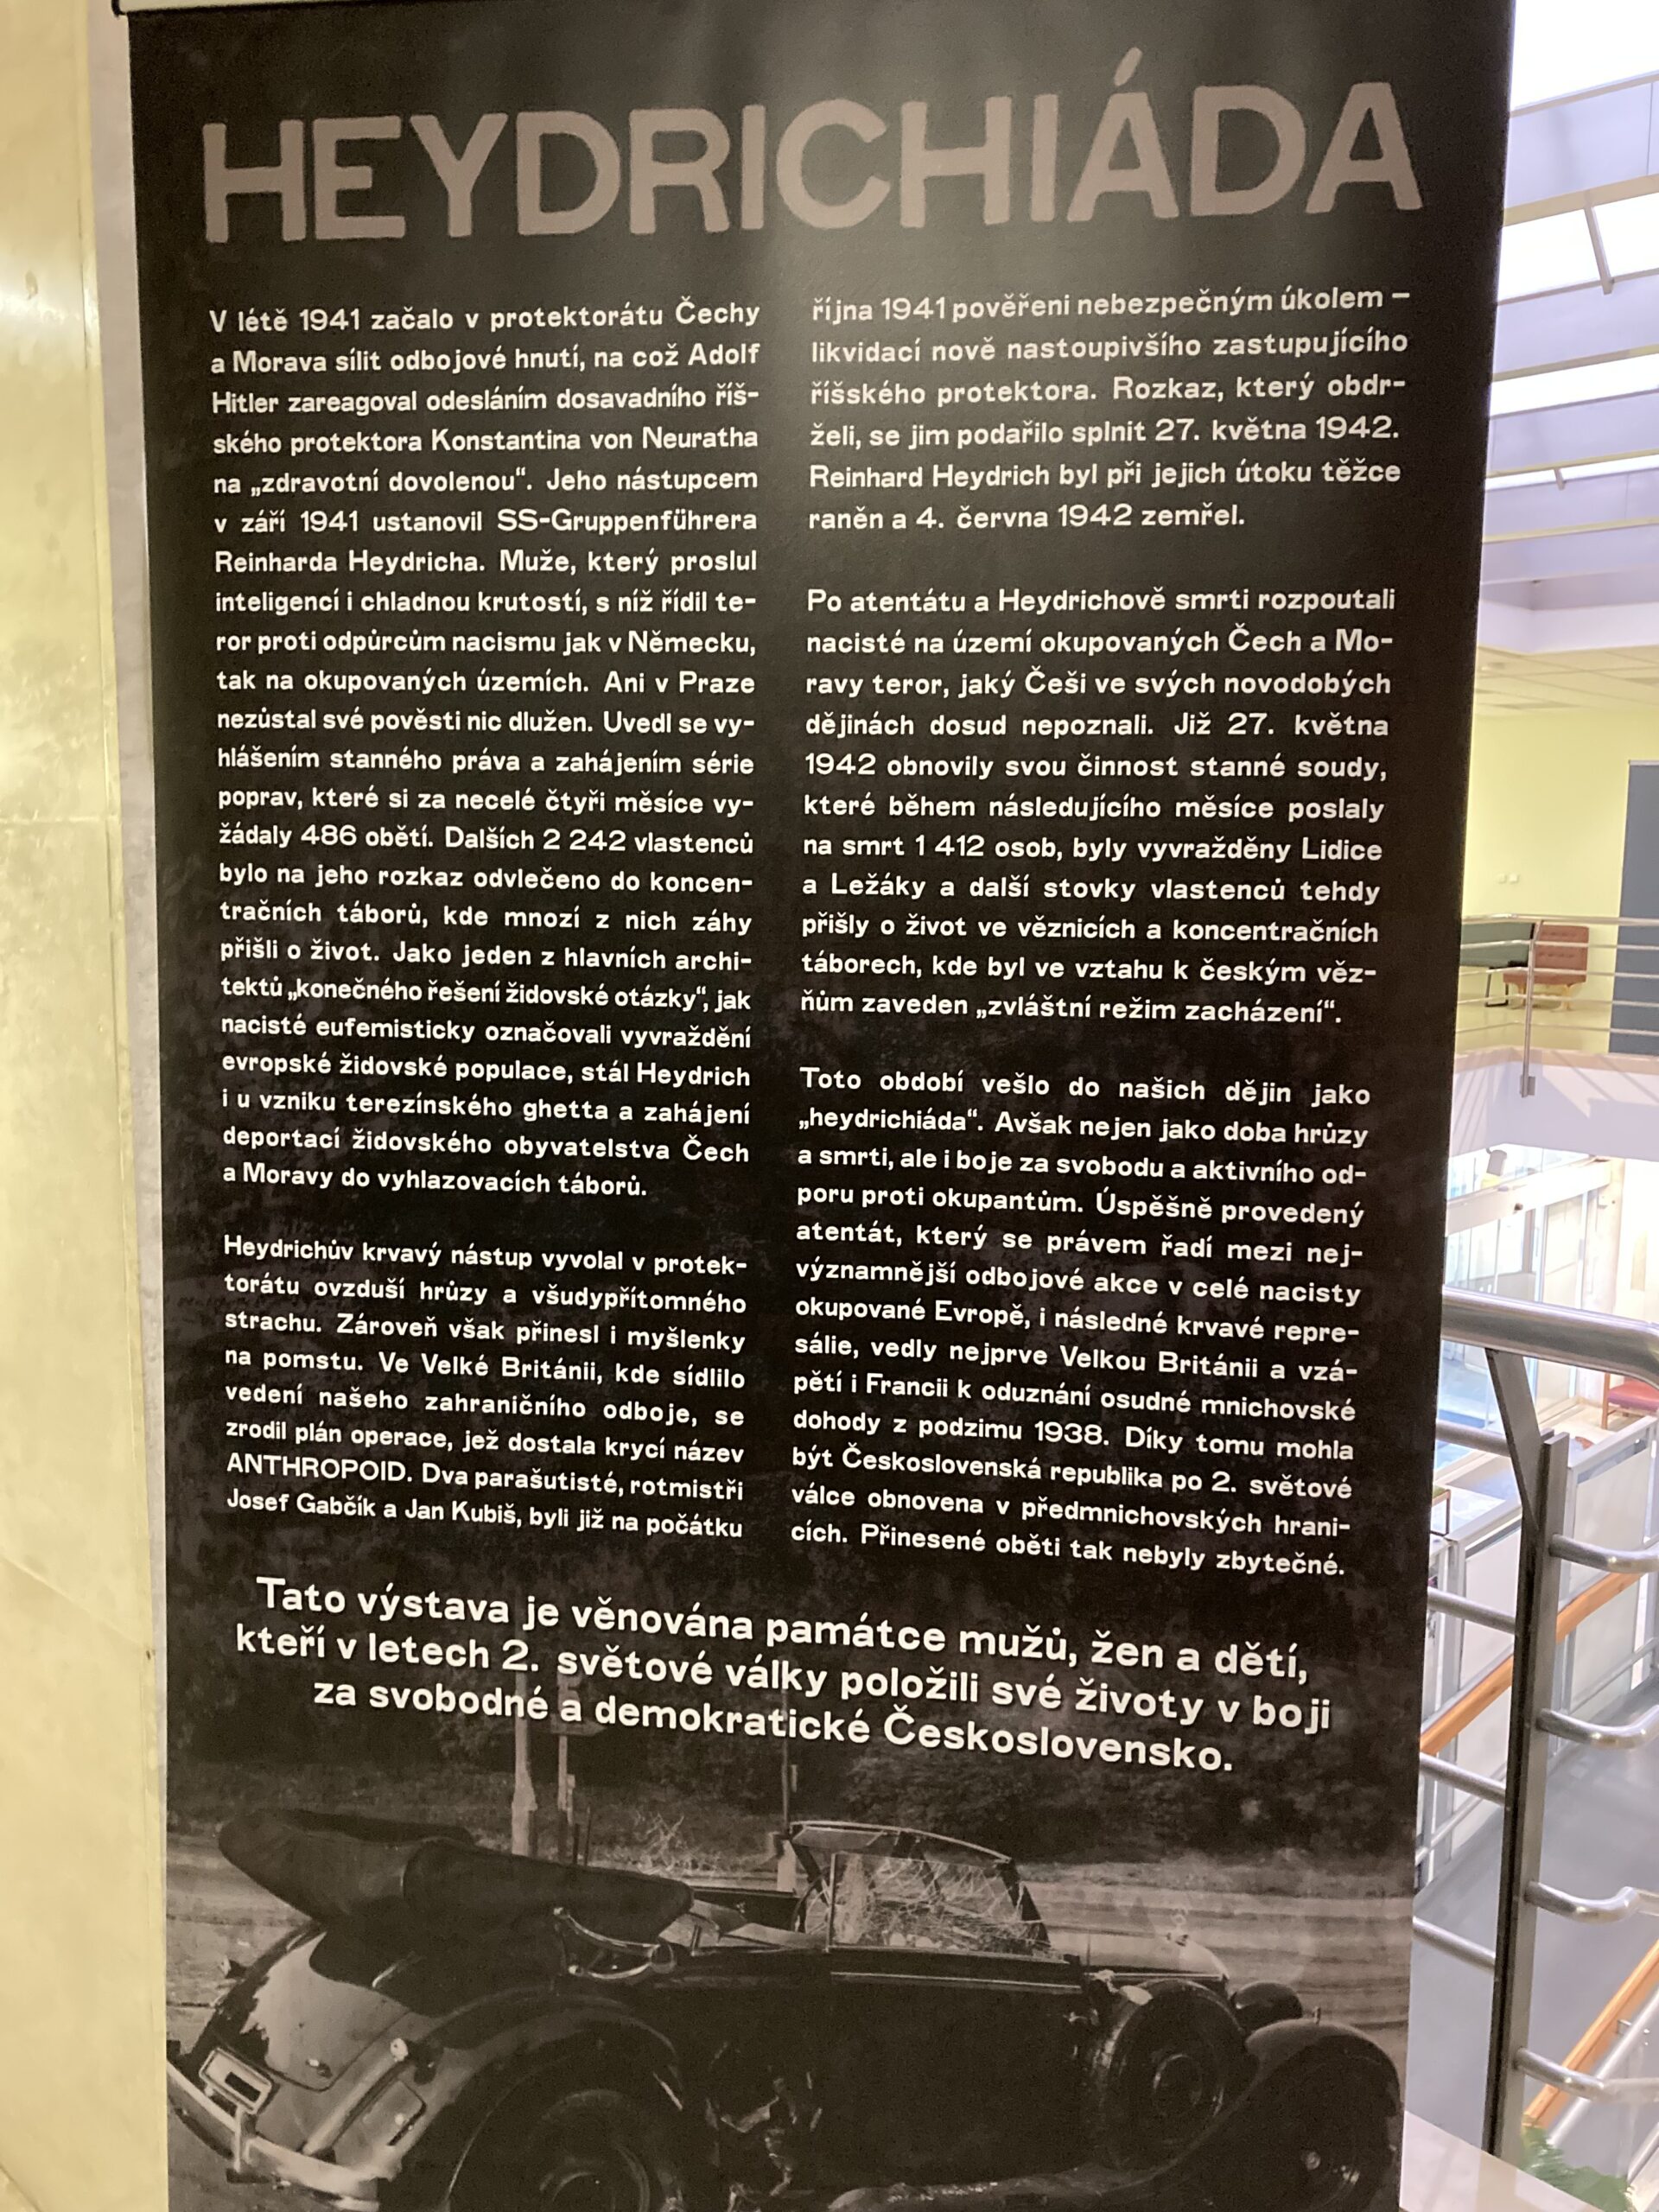 HEYDRICHIÁDA
V létě 1941 začalo v protektorátu Čechy
a Morava sílit odbojové hnutí, na což Adolf
Hitler zareagoval odesláním dosavadního říš-
ského protektora Konstantina von Neuratha
na „zdravotní dovolenou“. Jeho nástupcem
v září 1941 ustanovil SS-Gruppenführera
Reinharda Heydricha. Muže, který proslul
inteligencí i chladnou krutostí, s níž řídil te-
ror proti odpůrcům nacismu jak v Německu,
tak na okupovaných územích. Ani v Praze
nezůstal své pověsti nic dlužen. Uvedl se vy-
hlášením stanného práva a zahájením série
poprav, které si za necelé čtyři měsíce vy-
žádaly 486 obětí. Dalších 2 242 vlastenců
bylo na jeho rozkaz odvlečeno do koncen-
tračních táborů, kde mnozí z nich záhy
přišli o život. Jako jeden z hlavních archi-
tektů „konečného řešení židovské otázky“, jak
nacisté eufemisticky označovali vyvraždění
evropské židovské populace, stál Heydrich
i u vzniku terezínského ghetta a zahájení
deportací židovského obyvatelstva Čech
a Moravy do vyhlazovacích táborů.
Heydrichův krvavý nástup vyvolal v protek-
torátu ovzduší hrůzy a všudypřítomného
strachu. Zároveň však přinesl i myšlenky
na pomstu. Ve Velké Británii, kde sídlilo
vedení našeho zahraničního odboje, se
zrodil plán operace, jež dostala krycí název
ANTHROPOID. Dva parašutisté, rotmistři
Josef Gabčík a Jan Kubiš, byli již na počátku
října 1941 pověřeni nebezpečným úkolem –
likvidací nově nastoupivšího zastupujícího
říšského protektora. Rozkaz, který obdr-
želi, se jim podařilo splnit 27. května 1942.
Reinhard Heydrich byl při jejich útoku těžce
raněn a 4. června 1942 zemřel.
Po atentátu a Heydrichově smrti rozpoutali
nacisté na území okupovaných Čech a Mo-
ravy teror, jaký Češi ve svých novodobých
dějinách dosud nepoznali. Již 27. května
1942 obnovily svou činnost stanné soudy,
které během následujícího měsíce poslaly
na smrt 1 412 osob, byly vyvražděny Lidice
a Ležáky a další stovky vlastenců tehdy
přišly o život ve věznicích a koncentračních
táborech, kde byl ve vztahu k českým věz-
ňům zaveden „zvláštní režim zacházení“.
Toto období vešlo do našich dějin jako
„heydrichiáda“. Avšak nejen jako doba hrůzy
a smrti, ale i boje za svobodu a aktivního od-
poru proti okupantům. Úspěšně provedený
atentát, který se právem řadí mezi nej-
významnější odbojové akce v celé nacisty
okupované Evropě, i následné krvavé repre-
sálie, vedly nejprve Velkou Británii a vzá-
pětí i Francii k oduznání osudné mnichovské
dohody z podzimu 1938. Díky tomu mohla
být Československá republika po 2. světové
válce obnovena v předmnichovských hrani-
cích. Přinesené oběti tak nebyly zbytečné.
Tato výstava je věnována památce mužů, žen a dětí,
kteří v letech 2. světové války položili své životy v boji
za svobodné a demokratické Československo.